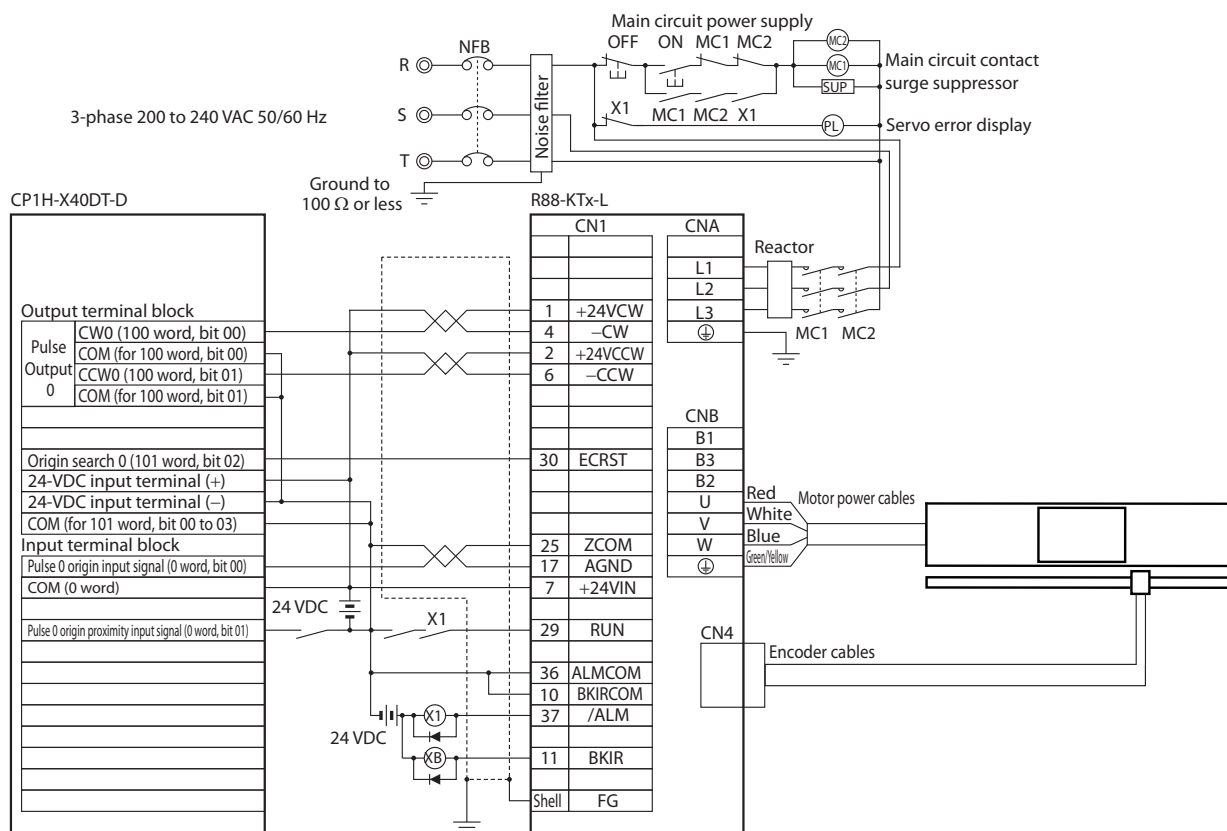 Main circuit power supply
OFF ON MC1 MC2
NFB
MC2
R
MC1
Main circuit contact
surge suppressor
SUP
Noise filter
3-phase 200 to 240 VAC 50/60 Hz
S
X1
MC1 MC2 X1
PL
Servo error display
T
Ground to
100 Ω or less
CP1H-X40DT-D
R88-KTx-L
CN1
CNA
Reactor
L1
L2
L3
MC1 MC2
Output terminal block
Pulse
Output
0
CW0 (100 word, bit 00)
COM (for 100 word, bit 00)
CCW0 (100 word, bit 01)
COM (for 100 word, bit 01)
1 +24VCW
4 −CW
2 +24VCCW
6 −CCW
Origin search 0 (101 word, bit 02)
30 ECRST
24-VDC input terminal (+)
24-VDC input terminal (−)
COM (for 101 word, bit 00 to 03)
Input terminal block
Pulse 0 origin input signal (0 word, bit 00)
COM (0 word)
25 ZCOM
17 AGND
7 +24VIN
24 VDC
Pulse 0 origin proximity input signal (0 word, bit 01)
X1
29 RUN
36 ALMCOM
10 BKIRCOM
X1
37 /ALM
24 VDC
XB
11 BKIR
Shell FG
CNB
B1
B3
B2
U
V
W
Red
White
Blue
Green/Yellow
Motor power cables
CN4
Encoder cables